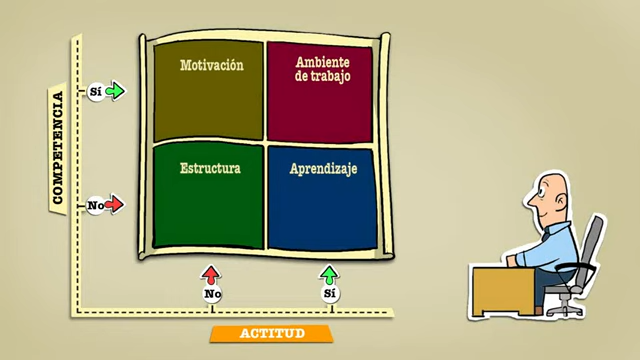 Motivación
Ambiente
de trabajo
Sí
COMPETENCIA
Estructura
Aprendizaje
No
No
Sí
ACTITUD